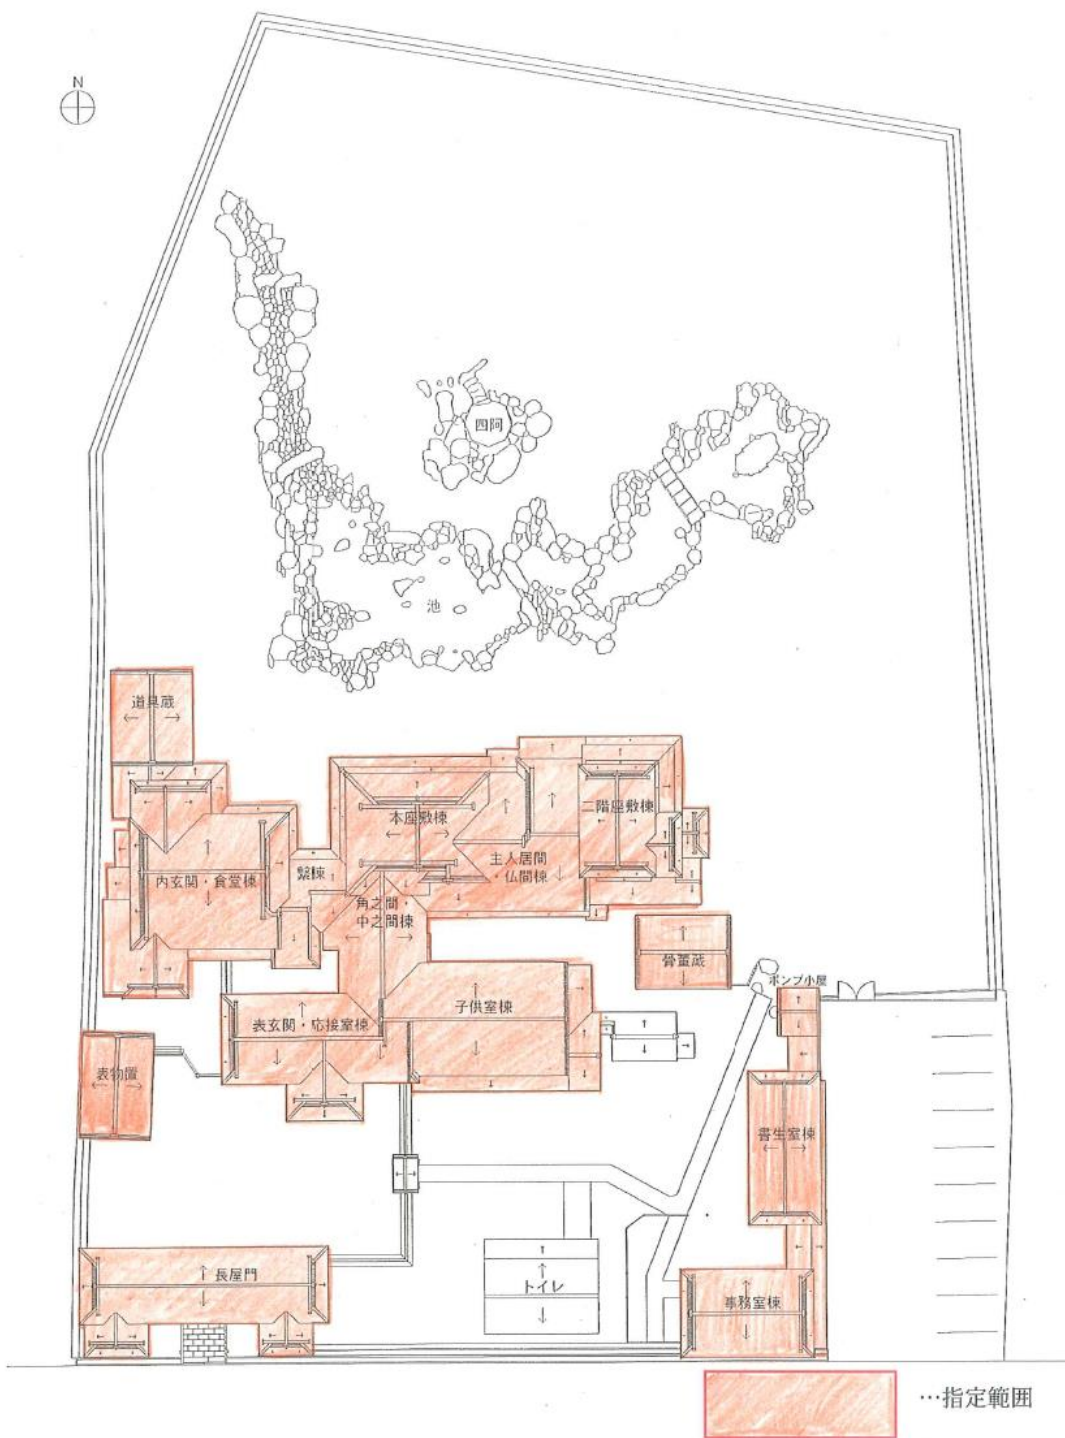 N
四阿
池
道具蔵
本座敷棟
二階座敷棟
主人居間
・仏間棟
繋棟
内玄関・食堂棟
角之間・
中之間棟
骨董蔵
ポンプ小屋
子供室棟
表玄関・応接室棟
表物置
書生室棟
長屋門
トイレ
事務室棟
…指定範囲